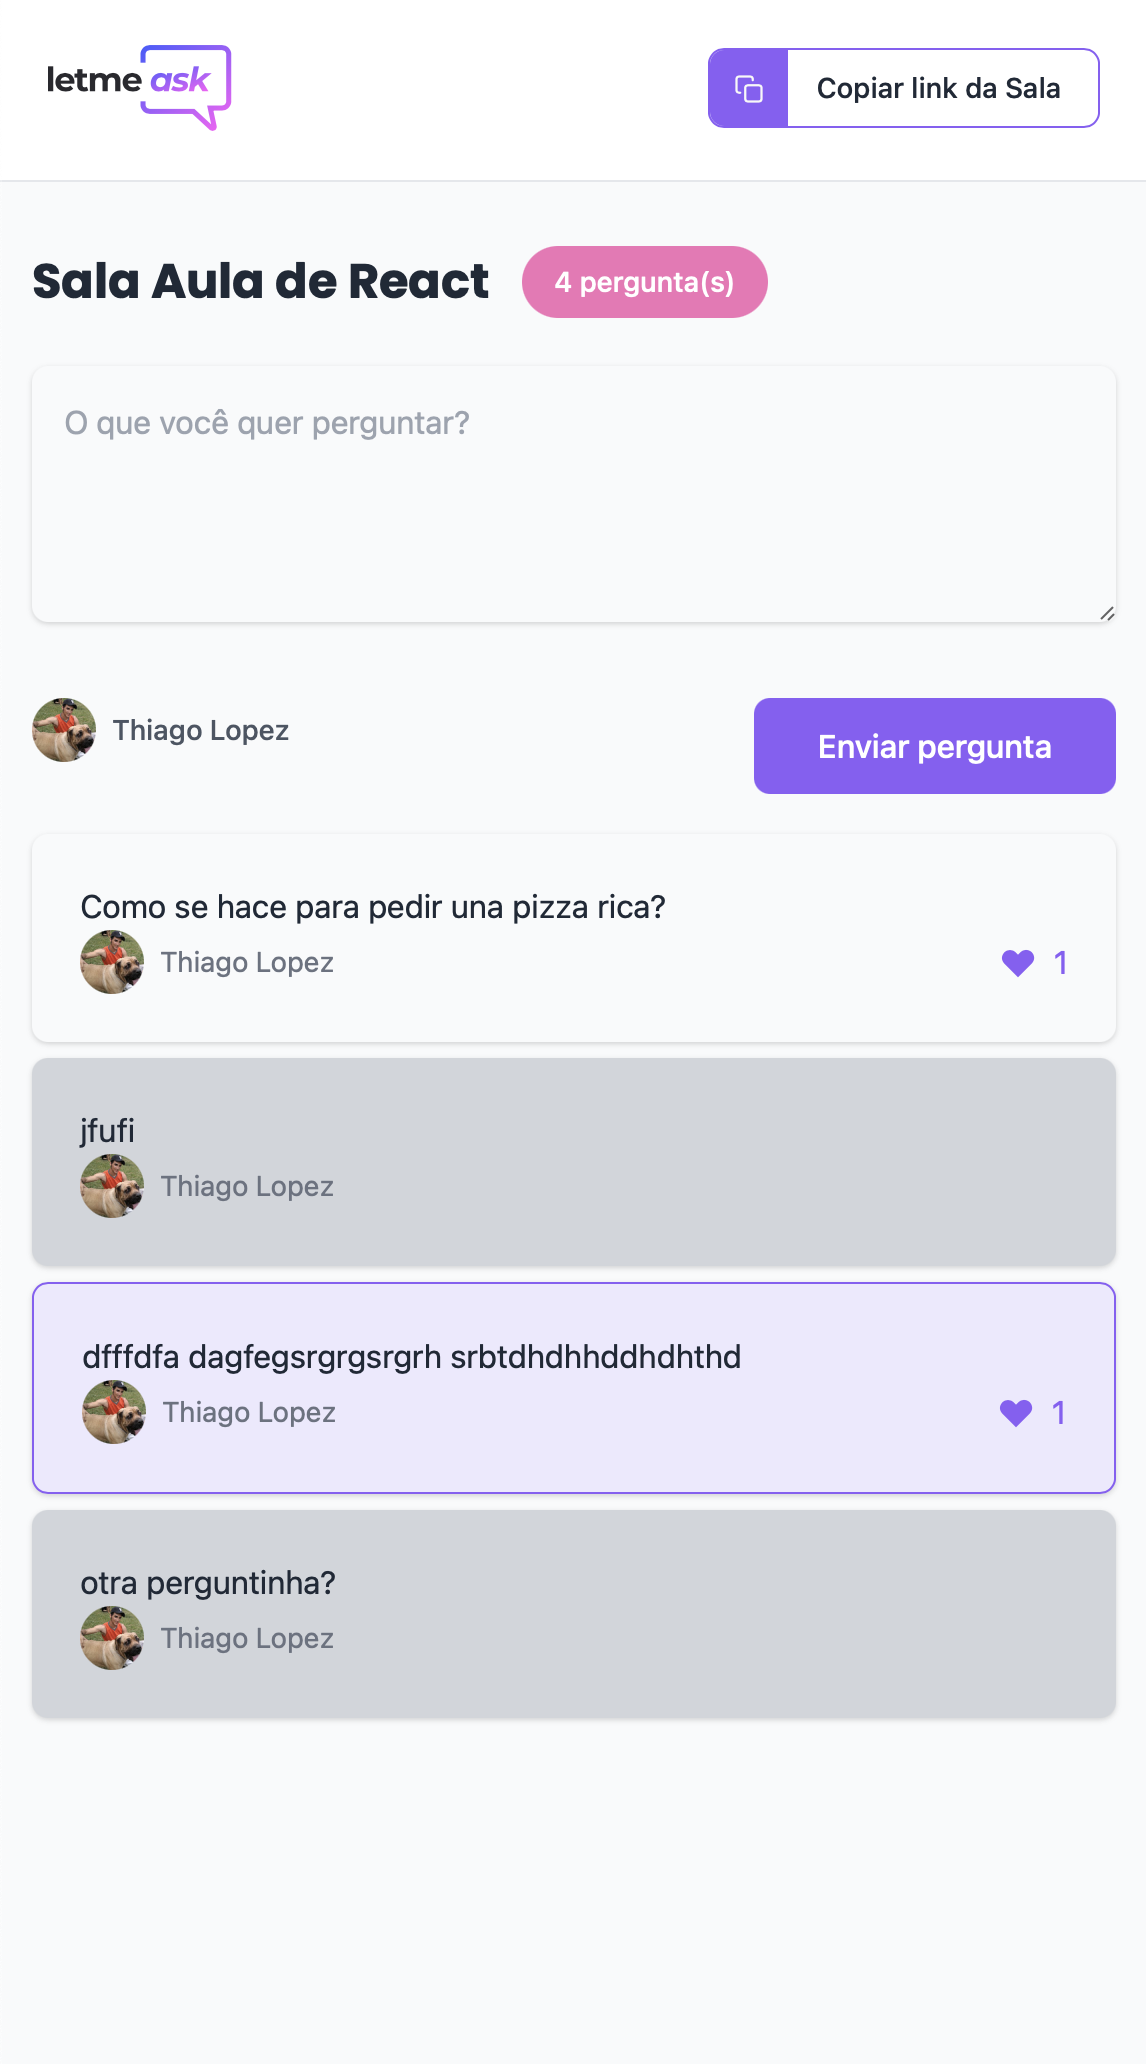 letme ask
Copiar link da Sala
Sala Aula de React
4 pergunta(s)
O que você quer perguntar?
Thiago Lopez
Enviar pergunta
Como se hace para pedir una pizza rica?
Thiago Lopez
1
jfufi
Thiago Lopez
dfffdfa dagfegsrgrgsrgrh srbtdhdhhddhdhthd
Thiago Lopez
1
otra perguntinha?
Thiago Lopez